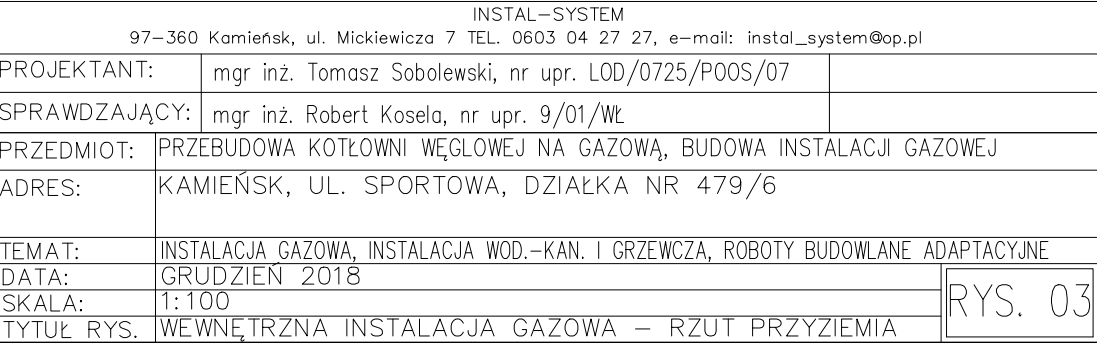 INSTAL-SYSTEM
97-360 Kamieńsk, ul. Mickiewicza 7 TEL. 0603 04 27 27, e-mail: instal_system@op.pl
PROJEKTANT: mgr inż. Tomasz Sobolewski, nr upr. LOD/0725/POOS/07
SPRAWDZAJĄCY: mgr inż. Robert Kosela, nr upr. 9/01/WŁ
PRZEDMIOT: PRZEBUDOWA KOTŁOWNI WĘGLOWEJ NA GAZOWĄ, BUDOWA INSTALACJI GAZOWEJ
ADRES: KAMIEŃSK, UL. SPORTOWA, DZIAŁKA NR 479/6
TEMAT: INSTALACJA GAZOWA, INSTALACJA WOD.-KAN. I GRZEWCZA, ROBOTY BUDOWLANE ADAPTACYJNE
DATA: GRUDZIEŃ 2018
SKALA: 1:100
TYTUŁ RYS. WEWNĘTRZNA INSTALACJA GAZOWA – RZUT PRZYZIEMIA
RYS. 03